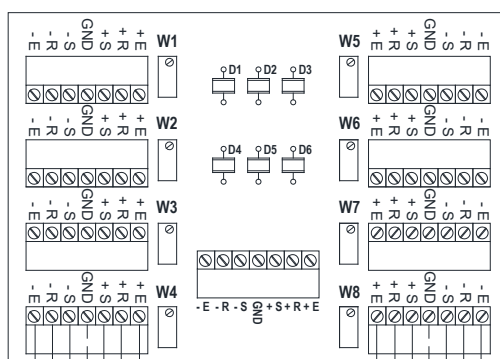 - E - R - S GND + S + R + E W1 W5 + E + R + S GND - S - R - E
D1 D2 D3
- E - R - S GND + S + R + E W2 W6 + E + R + S GND - S - R - E
D4 D5 D6
- E - R - S GND + S + R + E W3 W7 + E + R + S GND - S - R - E
- E - R - S GND + S + R + E W4 W8 + E + R + S GND - S - R - E
- E - R - S GND + S + R + E